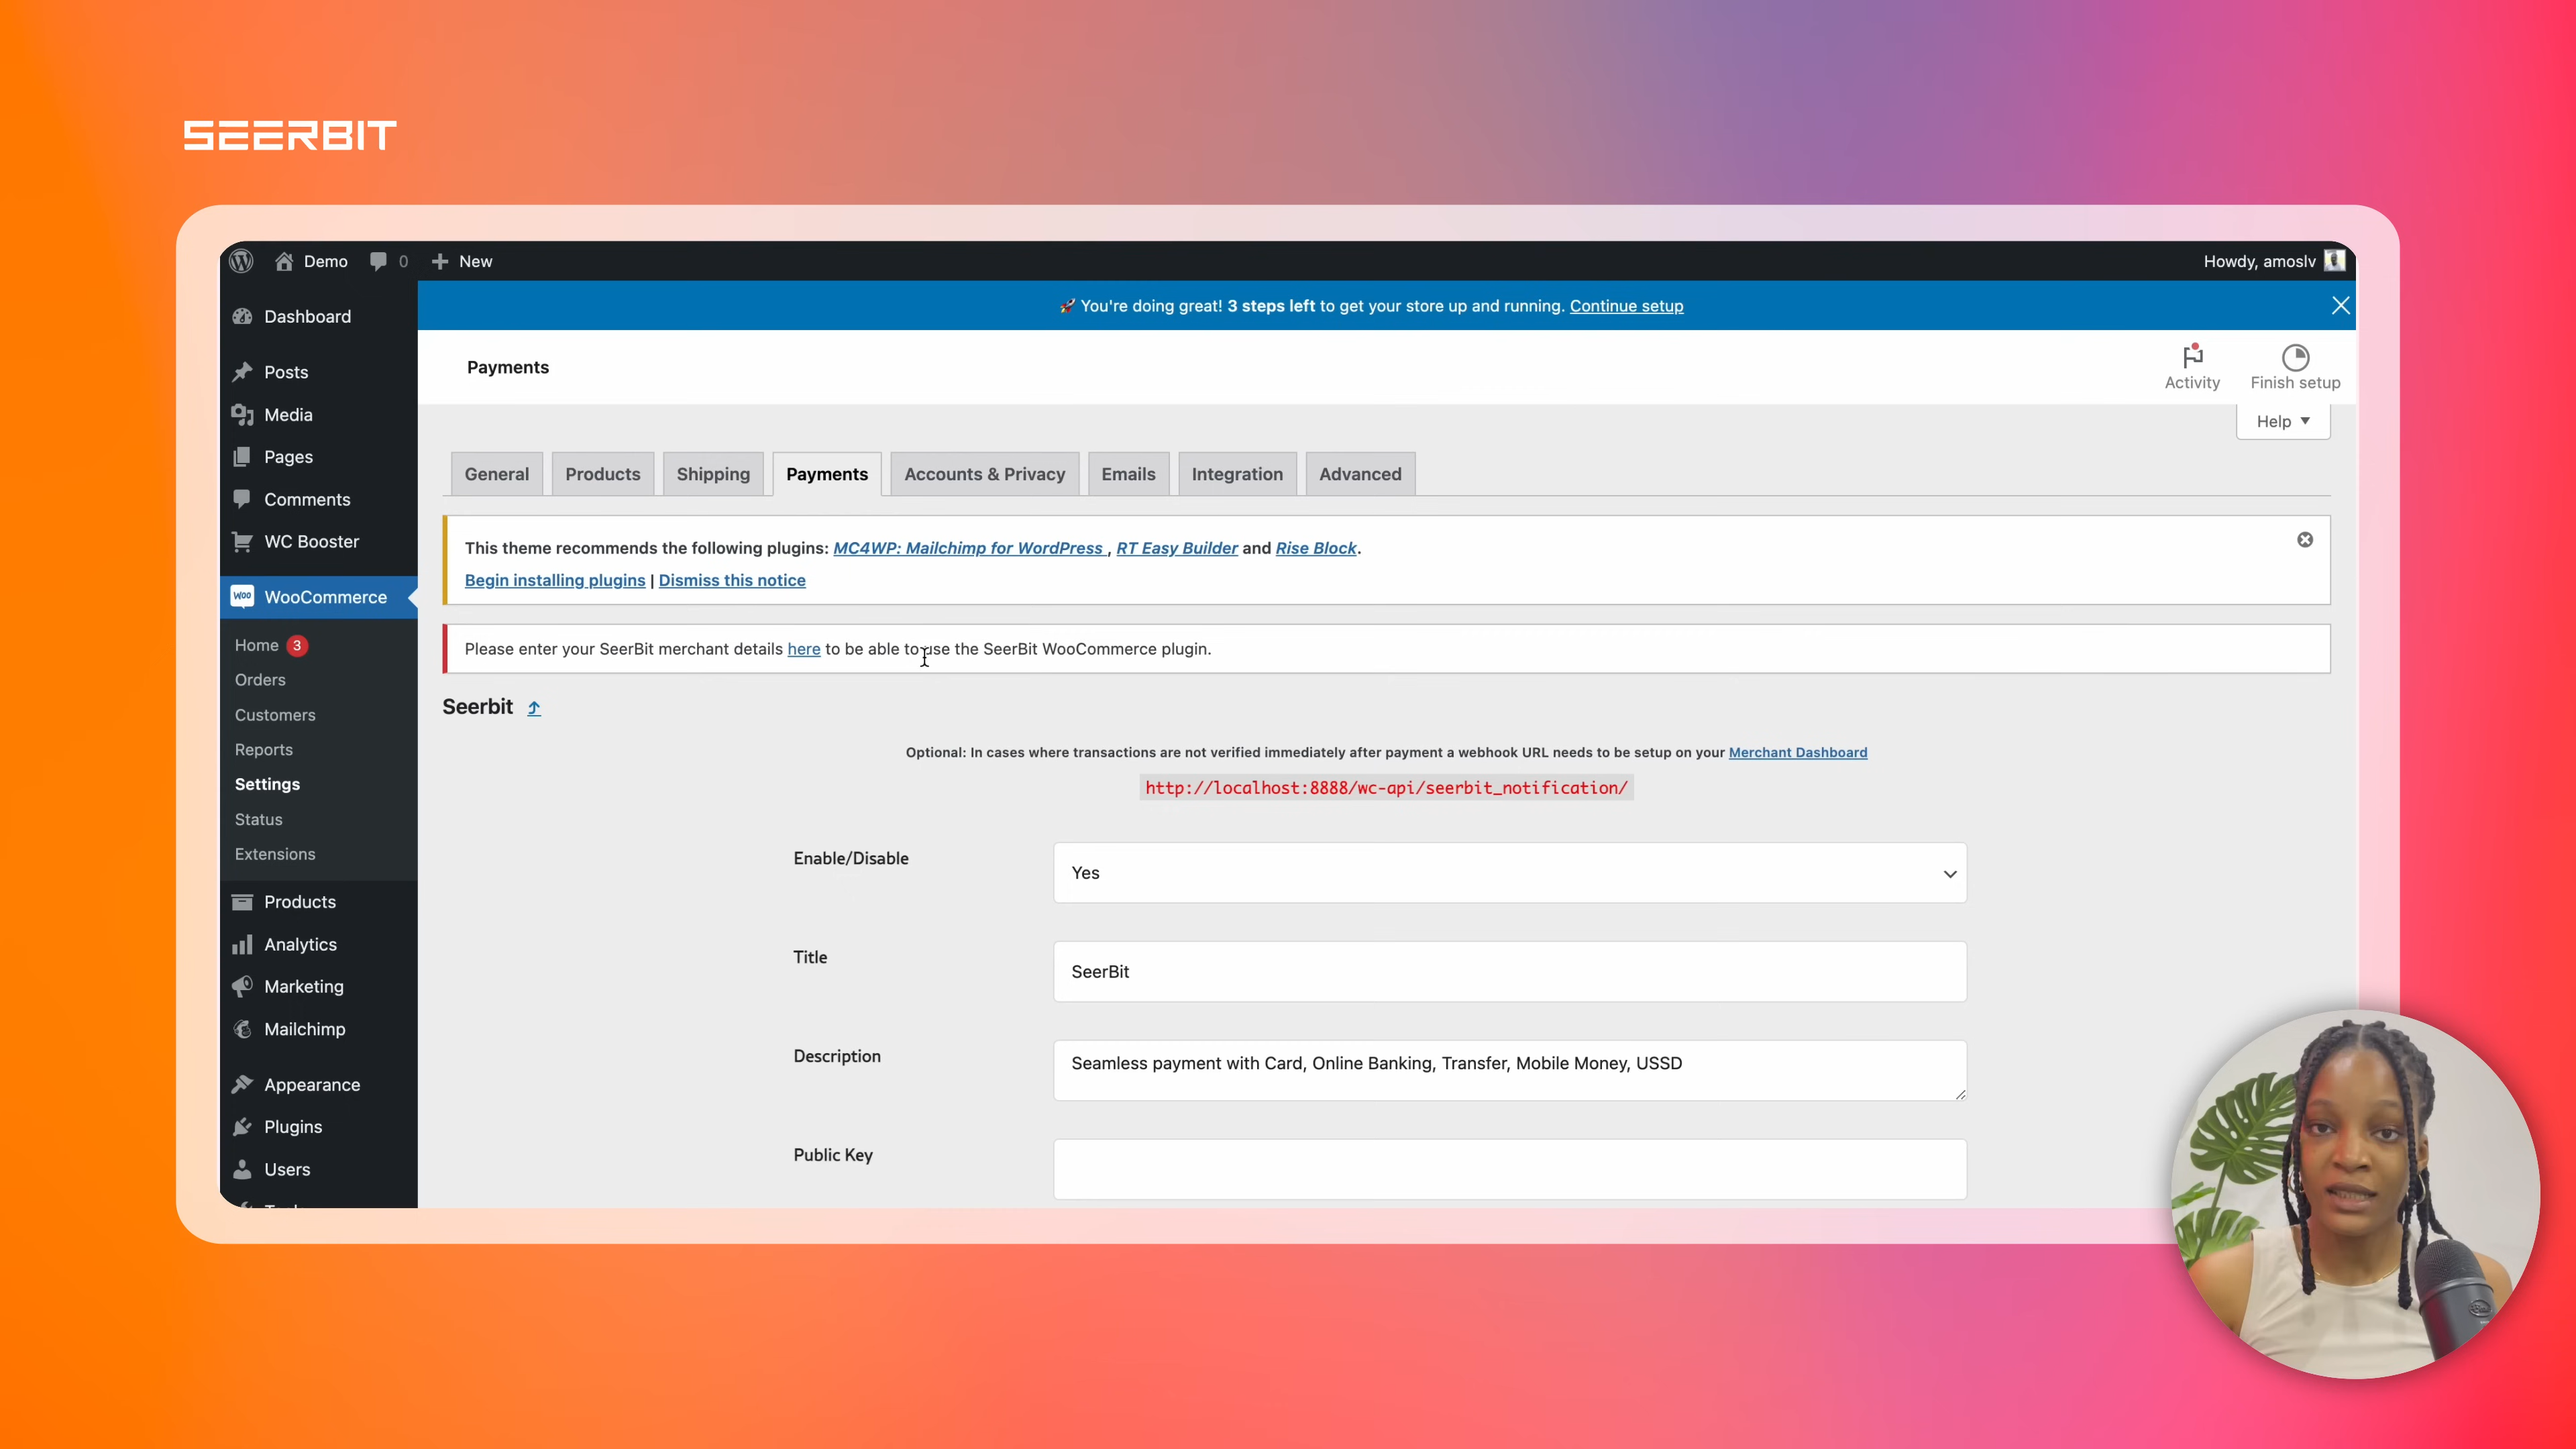 SEERBIT
Demo 0 New
Howdy, amoslv
🚀 You're doing great! 3 steps left to get your store up and running. Continue setup
Dashboard
Posts
Media
Pages
Comments
WC Booster
WooCommerce
Home 3
Orders
Customers
Reports
Settings
Status
Extensions
Products
Analytics
Marketing
Mailchimp
Appearance
Plugins
Users
Payments
Activity
Finish setup
Help
General Products Shipping Payments Accounts & Privacy Emails Integration Advanced
This theme recommends the following plugins: MC4WP: Mailchimp for WordPress , RT Easy Builder and Rise Block.
Begin installing plugins | Dismiss this notice
Please enter your SeerBit merchant details here to be able to use the SeerBit WooCommerce plugin.
Seerbit
Optional: In cases where transactions are not verified immediately after payment a webhook URL needs to be setup on your Merchant Dashboard
http://localhost:8888/wc-api/seerbit_notification/
Enable/Disable
Yes
Title
SeerBit
Description
Seamless payment with Card, Online Banking, Transfer, Mobile Money, USSD
Public Key